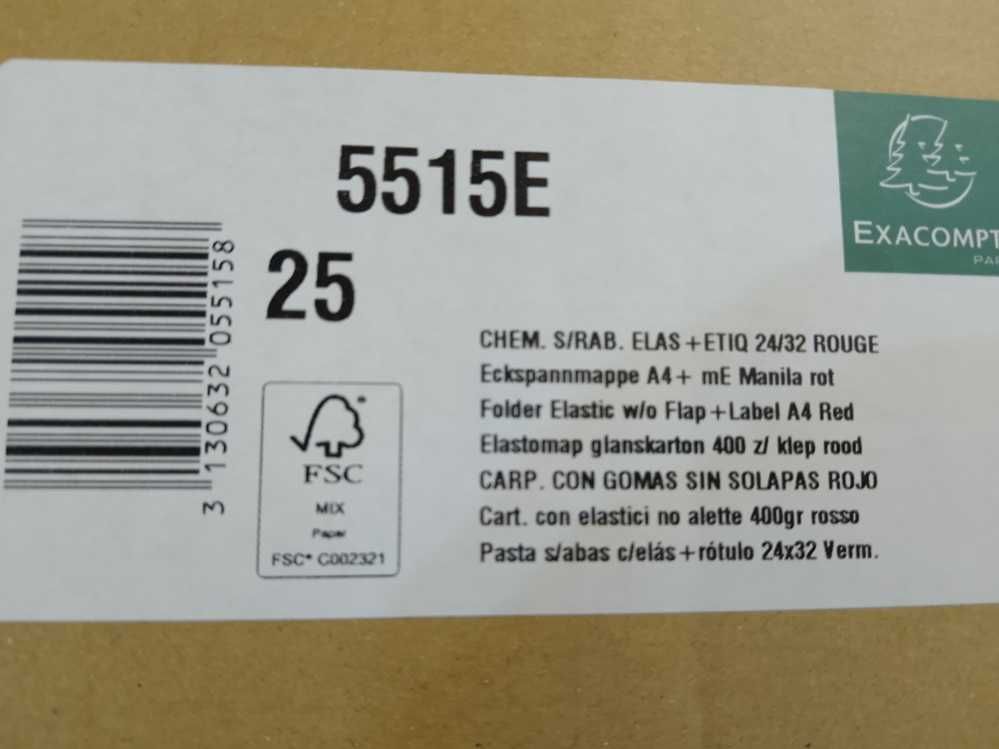 5515E
25
3 130632 055158
EXACOMPT
PA
FSC
MIX
Paper
FSC® C002321
CHEM. S/RAB. ELAS+ETIQ 24/32 ROUGE
Eckspannmappe A4+ mE Manila rot
Folder Elastic w/o Flap+Label A4 Red
Elastomap glanskarton 400 z/ klep rood
CARP. CON GOMAS SIN SOLAPAS ROJO
Cart. con elastici no alette 400gr rosso
Pasta s/abas c/elás+rótulo 24x32 Verm.